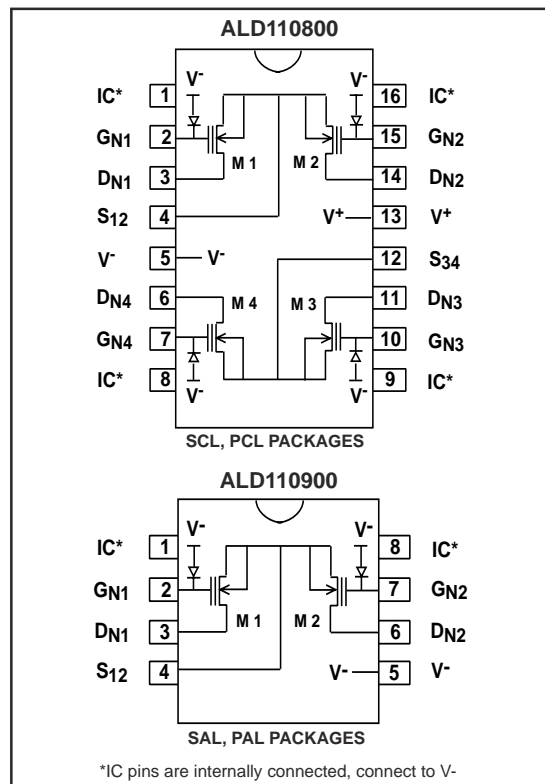 ALD110800
V- V-
IC* 1 16 IC*
GN1 2 15 GN2
M 1 M 2
DN1 3 14 DN2
S12 4 V+ 13 V+
V- 5 V- 12 S34
DN4 6 M 4 M 3 11 DN3
GN4 7 10 GN3
IC* 8 V- V- 9 IC*
SCL, PCL PACKAGES
ALD110900
V- V-
IC* 1 8 IC*
GN1 2 7 GN2
DN1 3 M 1 M 2 6 DN2
S12 4 V- 5 V-
SAL, PAL PACKAGES
*IC pins are internally connected, connect to V-